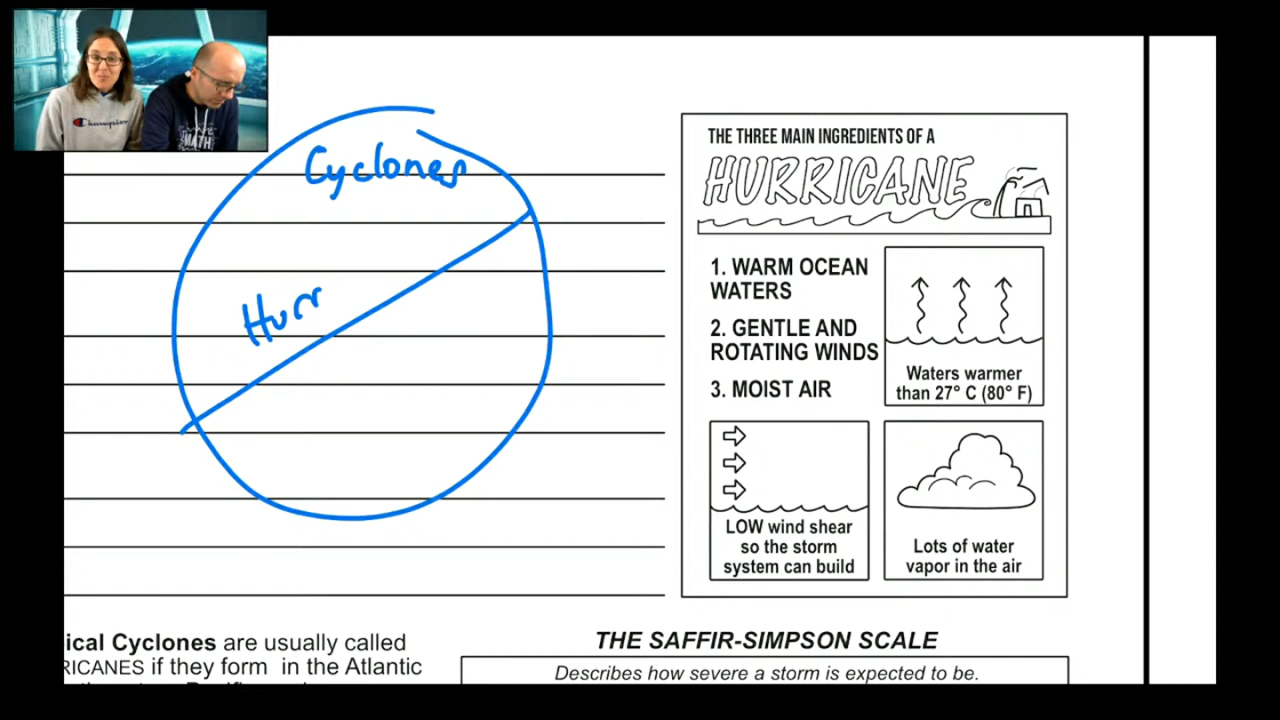 Champion
MATH
Cyclones
Hurr
THE THREE MAIN INGREDIENTS OF A
HURRICANE
1. WARM OCEAN
WATERS
2. GENTLE AND
ROTATING WINDS
3. MOIST AIR
Waters warmer
than 27° C (80° F)
LOW wind shear
so the storm
system can build
Lots of water
vapor in the air
ical Cyclones are usually called
RICANES if they form in the Atlantic
THE SAFFIR-SIMPSON SCALE
Describes how severe a storm is expected to be.